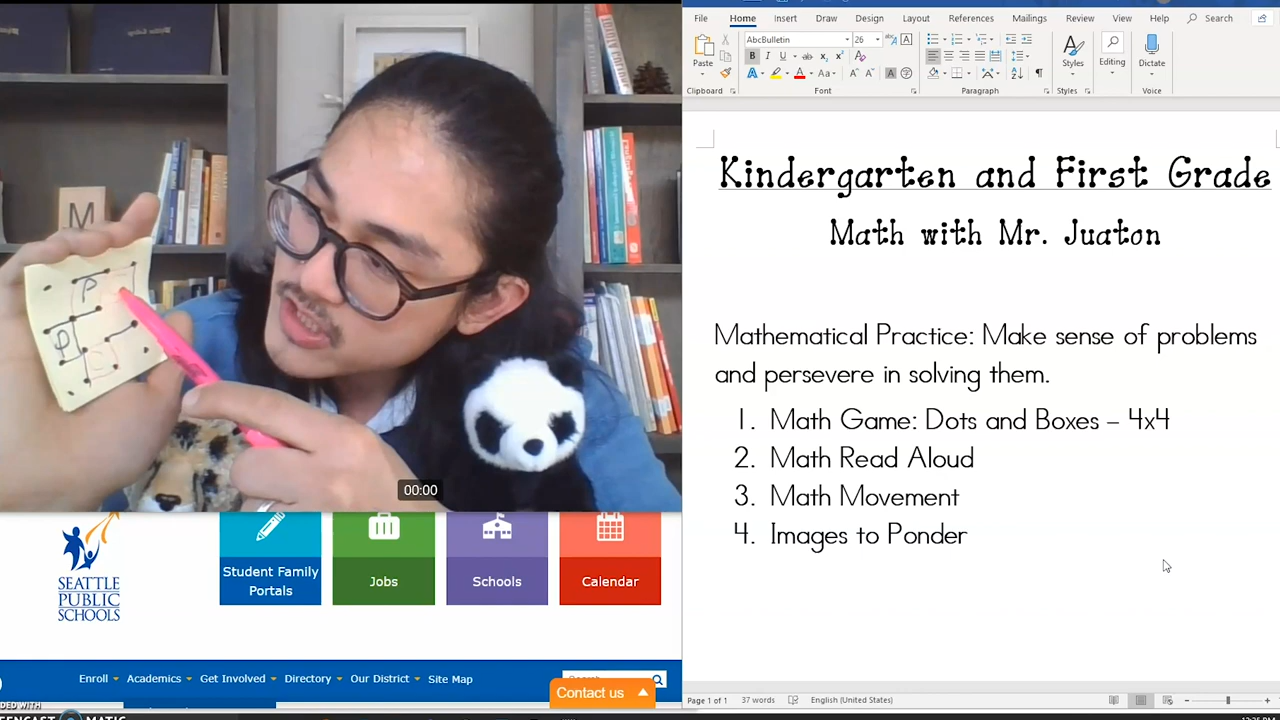 File Home Insert Draw Design Layout References Mailings Review View Help Search
AbcBulletin 26
Paste
Styles
Editing
Dictate
Clipboard Font Paragraph Styles Voice
Kindergarten and First Grade
Math with Mr. Juaton
Mathematical Practice: Make sense of problems
and persevere in solving them.
1. Math Game: Dots and Boxes – 4x4
2. Math Read Aloud
3. Math Movement
4. Images to Ponder
M
P
P
00:00
SEATTLE
PUBLIC
SCHOOLS
Student Family
Portals
Jobs
Schools
Calendar
Enroll Academics Get Involved Directory Our District Site Map
Contact us
Page 1 of 1 37 words English (United States)